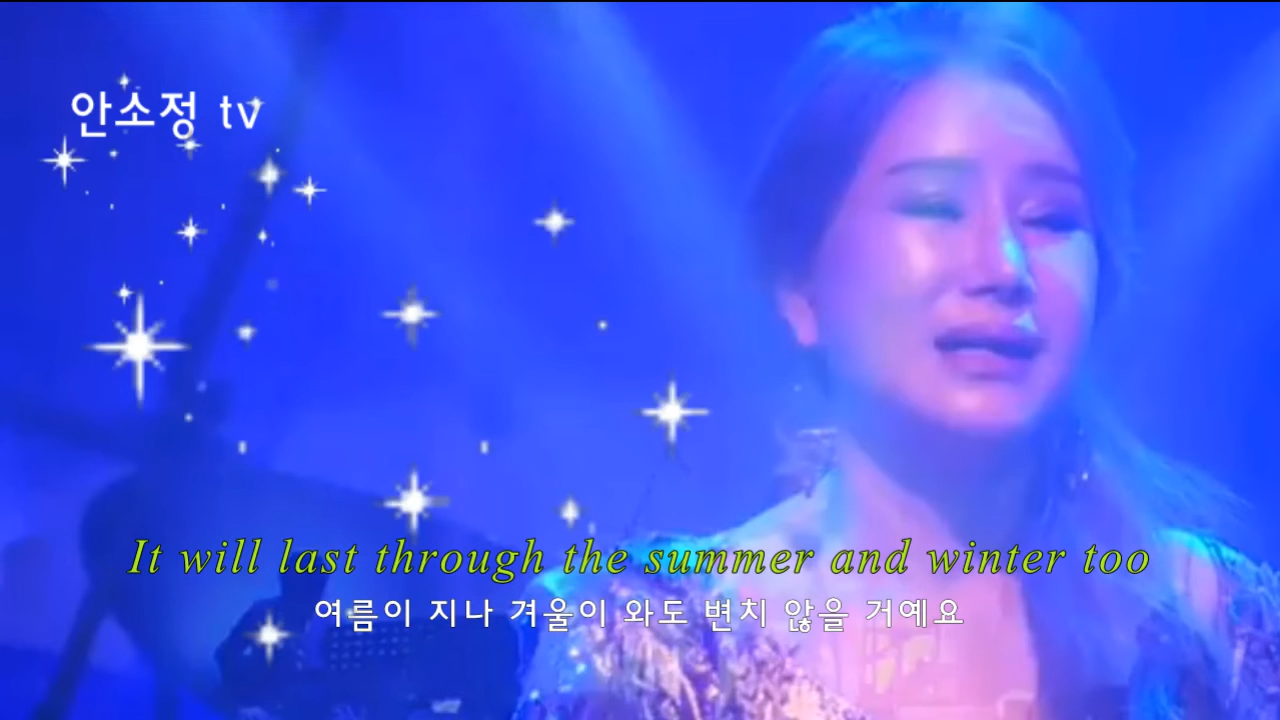 안소정 tv
It will last through the summer and winter too
여름이 지나 겨울이 와도 변치 않을 거예요